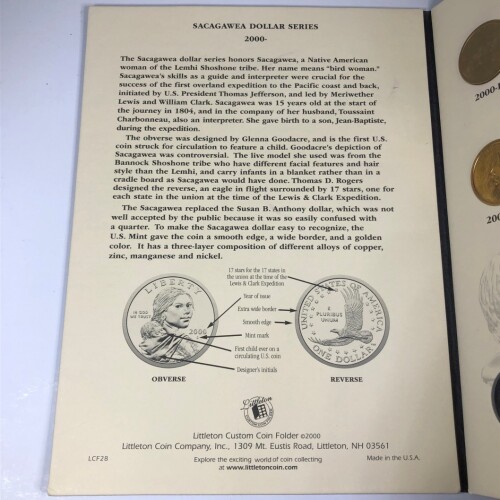 SACAGAWEA DOLLAR SERIES
2000-
The Sacagawea dollar series honors Sacagawea, a Native American
woman of the Lemhi Shoshone tribe. Her name means "bird woman."
Sacagawea's skills as a guide and interpreter were crucial for the
success of the first overland expedition to the Pacific coast and back,
initiated by U.S. President Thomas Jefferson, and led by Meriwether
Lewis and William Clark. Sacagawea was 15 years old at the start of
the journey in 1804, and in the company of her husband, Toussaint
Charbonneau, also an interpreter. She gave birth to a son, Jean-Baptiste,
during the expedition.
The obverse was designed by Glenna Goodacre, and is the first U.S.
coin struck for circulation to feature a child. Goodacre's depiction of
Sacagawea was controversial. The live model she used was from the
Bannock Shoshone tribe who have different facial features and hair
style than the Lemhi, and carry infants in a blanket rather than in a
cradle board as Sacagawea would have done. Thomas D. Rogers
designed the reverse, an eagle in flight surrounded by 17 stars, one for
each state in the union at the time of the Lewis & Clark Expedition.
The Sacagawea replaced the Susan B. Anthony dollar, which was not
well accepted by the public because it was so easily confused with
a quarter. To make the Sacagawea dollar easy to recognize, the
U.S. Mint gave the coin a smooth edge, a wide border, and a golden
color. It has a three-layer composition of different alloys of copper,
zinc, manganese and nickel.
17 stars for the 17 states in
the union at the time of the
Lewis & Clark Expedition
Year of issue
Extra wide border
Smooth edge
Mint mark
First child ever on a
circulating U.S. coin
Designer's initials
LIBERTY
IN GOD
WE TRUST
2000
UNITED STATES OF AMERICA
E
PLURIBUS
UNUM
ONE DOLLAR
OBVERSE
REVERSE
Littleton
Littleton Custom Coin Folder ©2000
Littleton Coin Company, Inc., 1309 Mt. Eustis Road, Littleton, NH 03561
LCF28
Explore the exciting world of coin collecting
at www.littletoncoin.com
Made in the U.S.A.
2000-
200